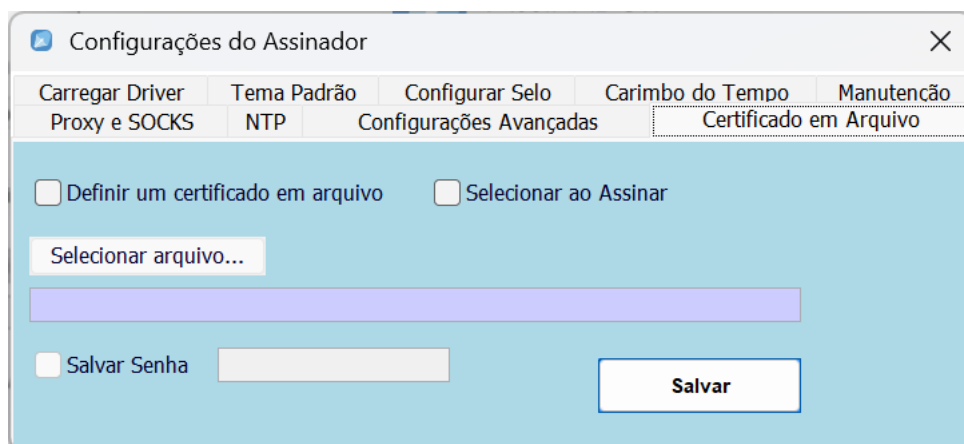 Configurações do Assinador
Carregar Driver Tema Padrão Configurar Selo Carimbo do Tempo Manutenção
Proxy e SOCKS NTP Configurações Avançadas Certificado em Arquivo
Definir um certificado em arquivo Selecionar ao Assinar
Selecionar arquivo...
Salvar Senha
Salvar